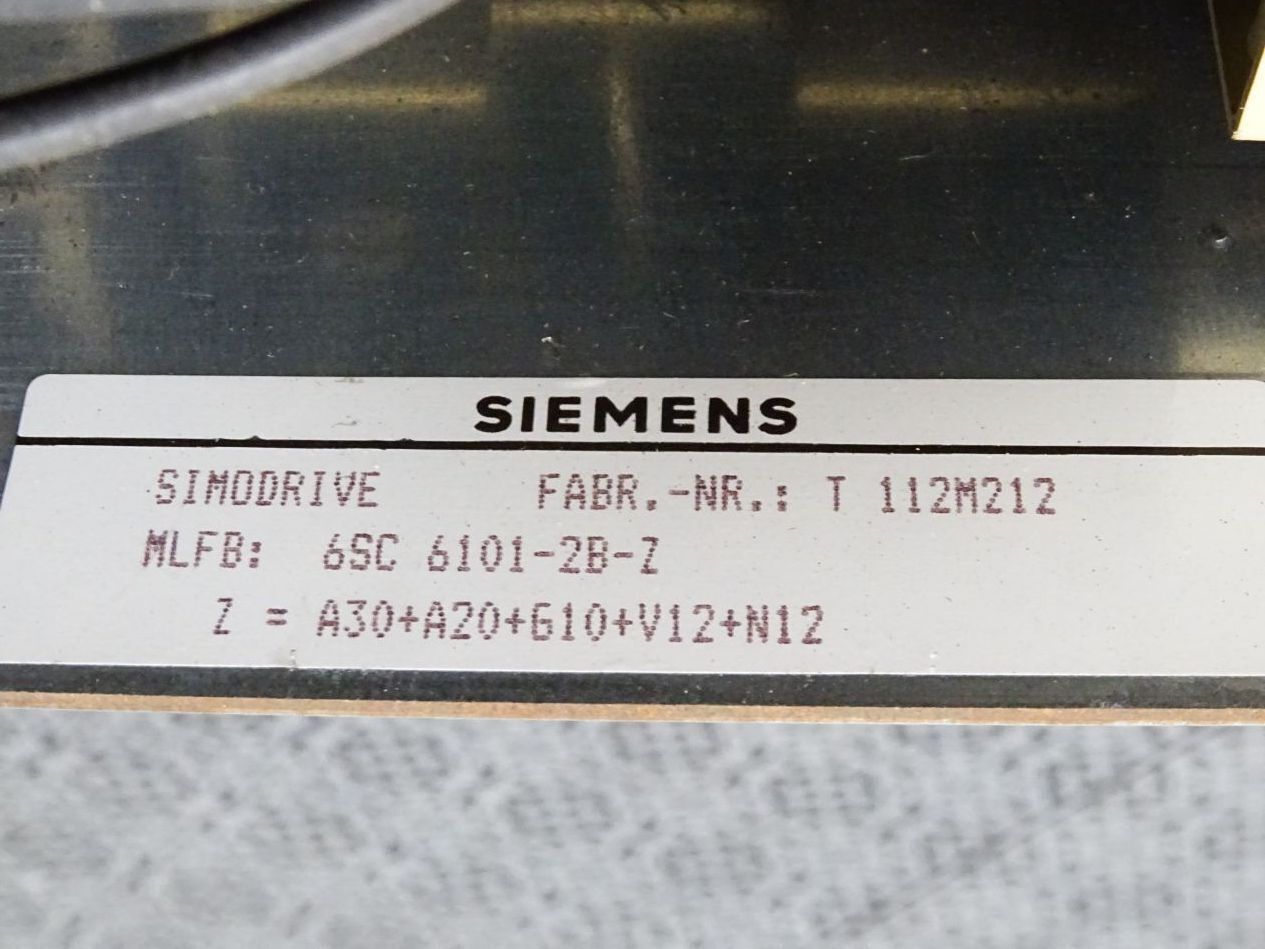 SIEMENS
SIMODRIVE FABR.-NR.: T 112M212
MLFB: 6SC 6101-2B-Z
Z = A30+A20+G10+V12+N12